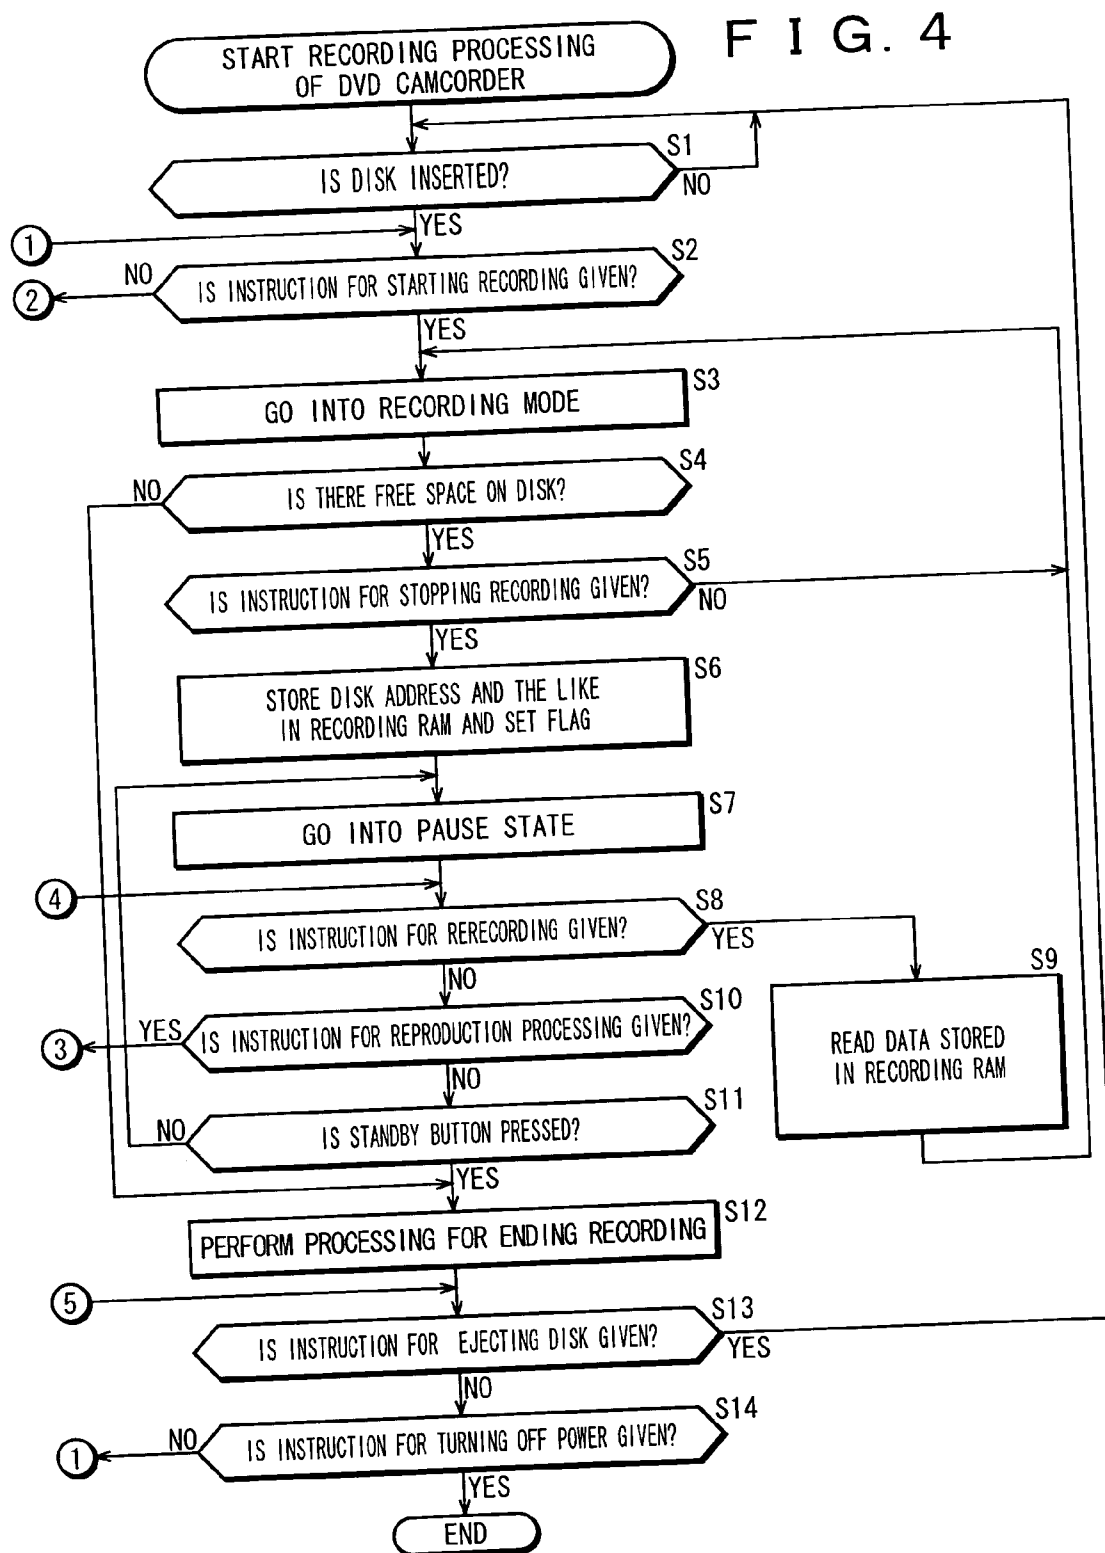 FIG. 4
START RECORDING PROCESSING
OF DVD CAMCORDER
S1
IS DISK INSERTED?
NO
YES
1
S2
NO
IS INSTRUCTION FOR STARTING RECORDING GIVEN?
2
YES
S3
GO INTO RECORDING MODE
S4
NO
IS THERE FREE SPACE ON DISK?
YES
S5
IS INSTRUCTION FOR STOPPING RECORDING GIVEN?
NO
YES
S6
STORE DISK ADDRESS AND THE LIKE
IN RECORDING RAM AND SET FLAG
S7
GO INTO PAUSE STATE
4
S8
IS INSTRUCTION FOR RERECORDING GIVEN?
YES
NO
S9
READ DATA STORED
IN RECORDING RAM
S10
YES
IS INSTRUCTION FOR REPRODUCTION PROCESSING GIVEN?
3
NO
S11
NO
IS STANDBY BUTTON PRESSED?
YES
S12
PERFORM PROCESSING FOR ENDING RECORDING
5
S13
IS INSTRUCTION FOR EJECTING DISK GIVEN?
YES
NO
S14
NO
IS INSTRUCTION FOR TURNING OFF POWER GIVEN?
1
YES
END